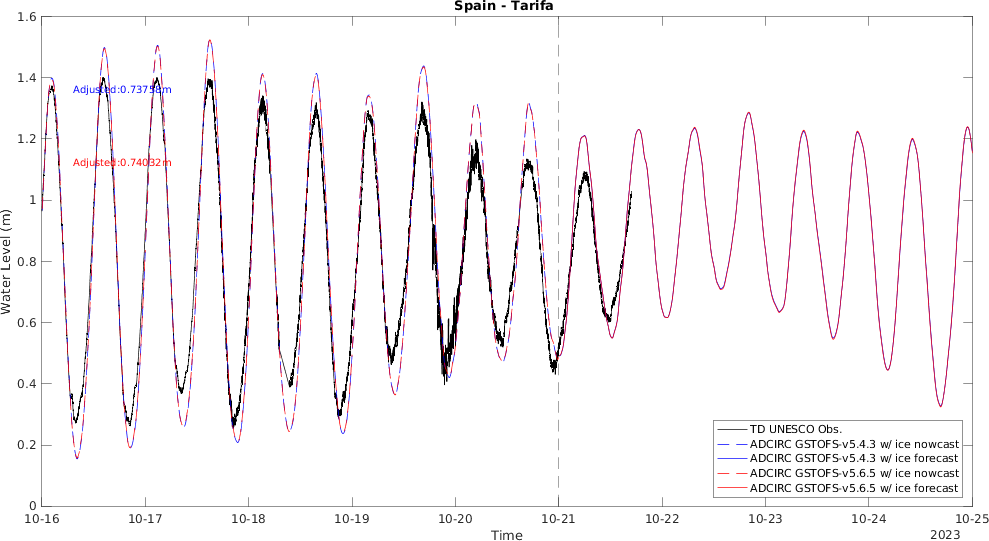 Spain - Tarifa
1.6
1.4
1.2
1
0.8
0.6
0.4
0.2
0
Water Level (m)
Adjusted:0.73758m
Adjusted:0.74032m
TD UNESCO Obs.
ADCIRC GSTOFS-v5.4.3 w/ ice nowcast
ADCIRC GSTOFS-v5.4.3 w/ ice forecast
ADCIRC GSTOFS-v5.6.5 w/ ice nowcast
ADCIRC GSTOFS-v5.6.5 w/ ice forecast
10-16 10-17 10-18 10-19 10-20 10-21 10-22 10-23 10-24 10-25
Time
2023